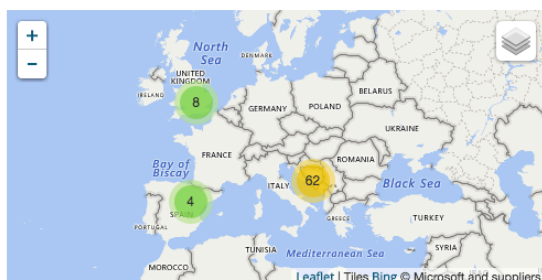 +
−
North
Sea
DENMARK
UNITED
KINGDOM
8
IRELAND
BELARUS
POLAND
GERMANY
UKRAINE
FRANCE
ROMANIA
Bay of
Biscay
ITALY
62
Black Sea
4
SPAIN
PORTUGAL
GREECE
TURKEY
TUNISIA
Mediterranean Sea
SYRIA
MOROCCO
Leaflet | Tiles Bing © Microsoft and suppliers